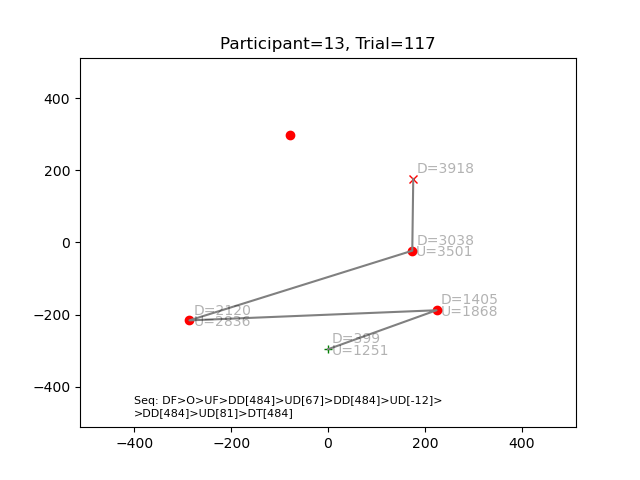 Participant=13, Trial=117
400
200
0
−200
−400
D=3918
D=3038
U=3501
D=2120
U=2836
D=1405
U=1868
D=399
U=1251
Seq: DF>O>UF>DD[484]>UD[67]>DD[484]>UD[-12]>
>DD[484]>UD[81]>DT[484]
−400
−200
0
200
400